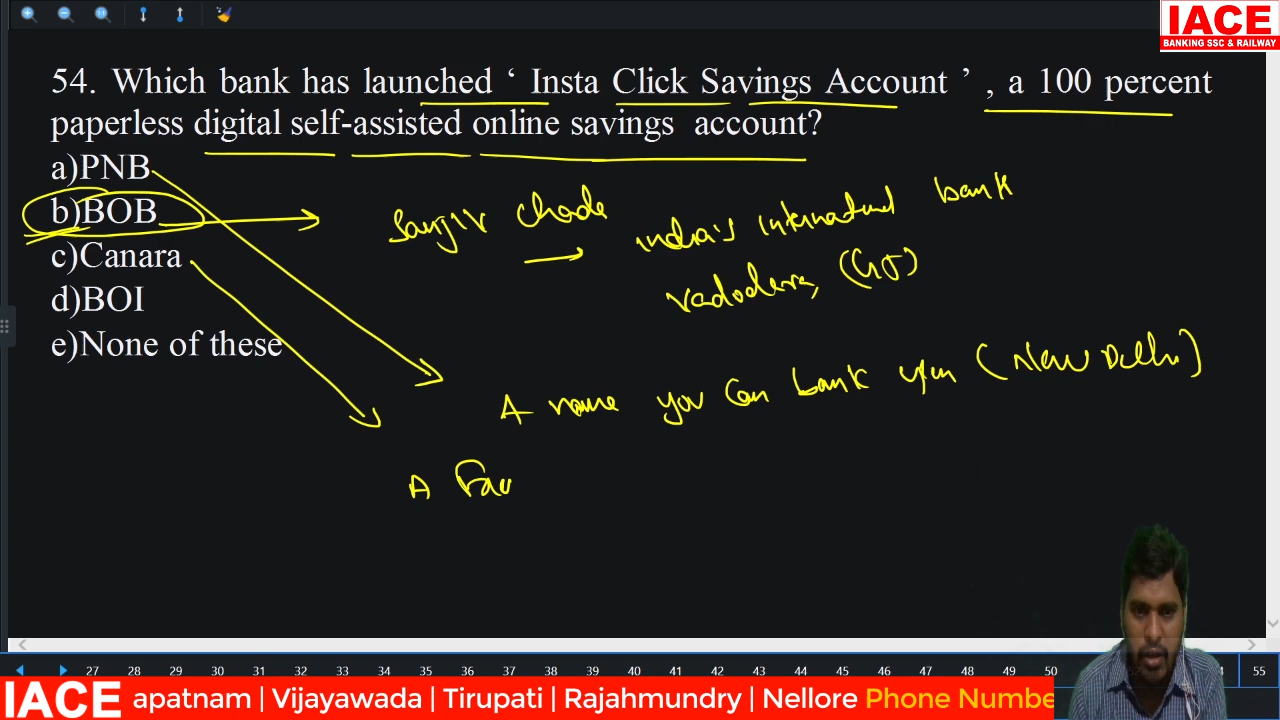 IACE
BANKING SSC & RAILWAY
54. Which bank has launched ‘ Insta Click Savings Account ’ , a 100 percent
paperless digital self-assisted online savings account?
a)PNB
b)BOB
c)Canara
d)BOI
e)None of these
Sanjiv Chada
India's international bank
Vadodara, (GJ)
A name you can bank upon (New Delhi)
A
27 28 29 30 31 32 33 34 35 36 37 38 39 40 41 42 43 44 45 46 47 48 49 50 55
IACE apatnam | Vijayawada | Tirupati | Rajahmundry | Nellore Phone Numbe